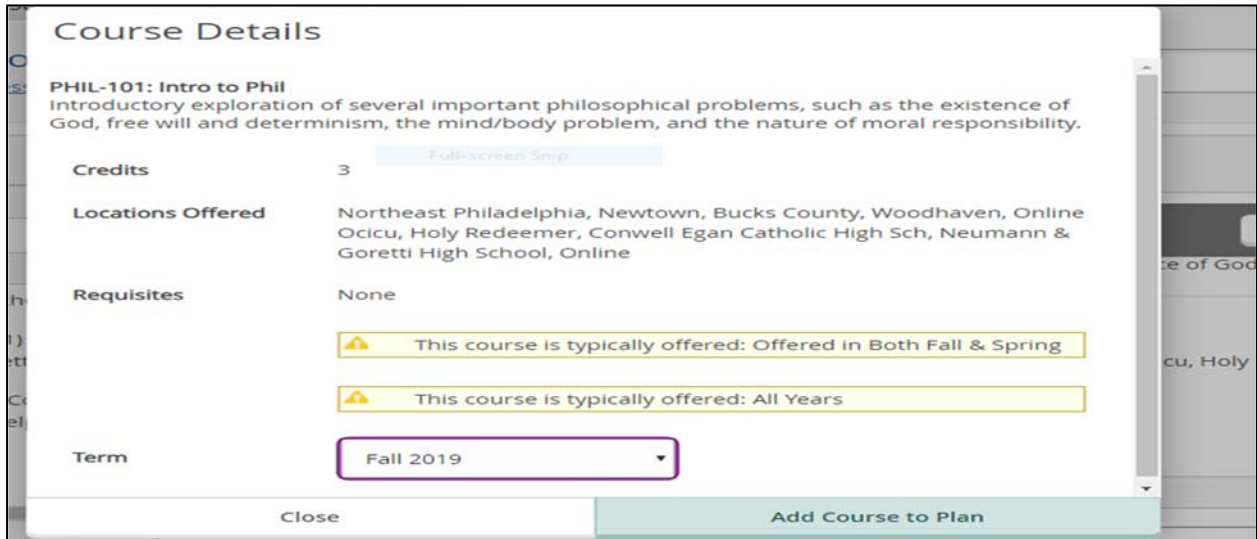 Course Details
PHIL-101: Intro to Phil
Introductory exploration of several important philosophical problems, such as the existence of
God, free will and determinism, the mind/body problem, and the nature of moral responsibility.
Full-screen Snip
Credits 3
Locations Offered Northeast Philadelphia, Newtown, Bucks County, Woodhaven, Online
Ocicu, Holy Redeemer, Conwell Egan Catholic High Sch, Neumann &
Goretti High School, Online
ce of God
Requisites None
This course is typically offered: Offered in Both Fall & Spring
cu, Holy
This course is typically offered: All Years
Term Fall 2019
Close Add Course to Plan